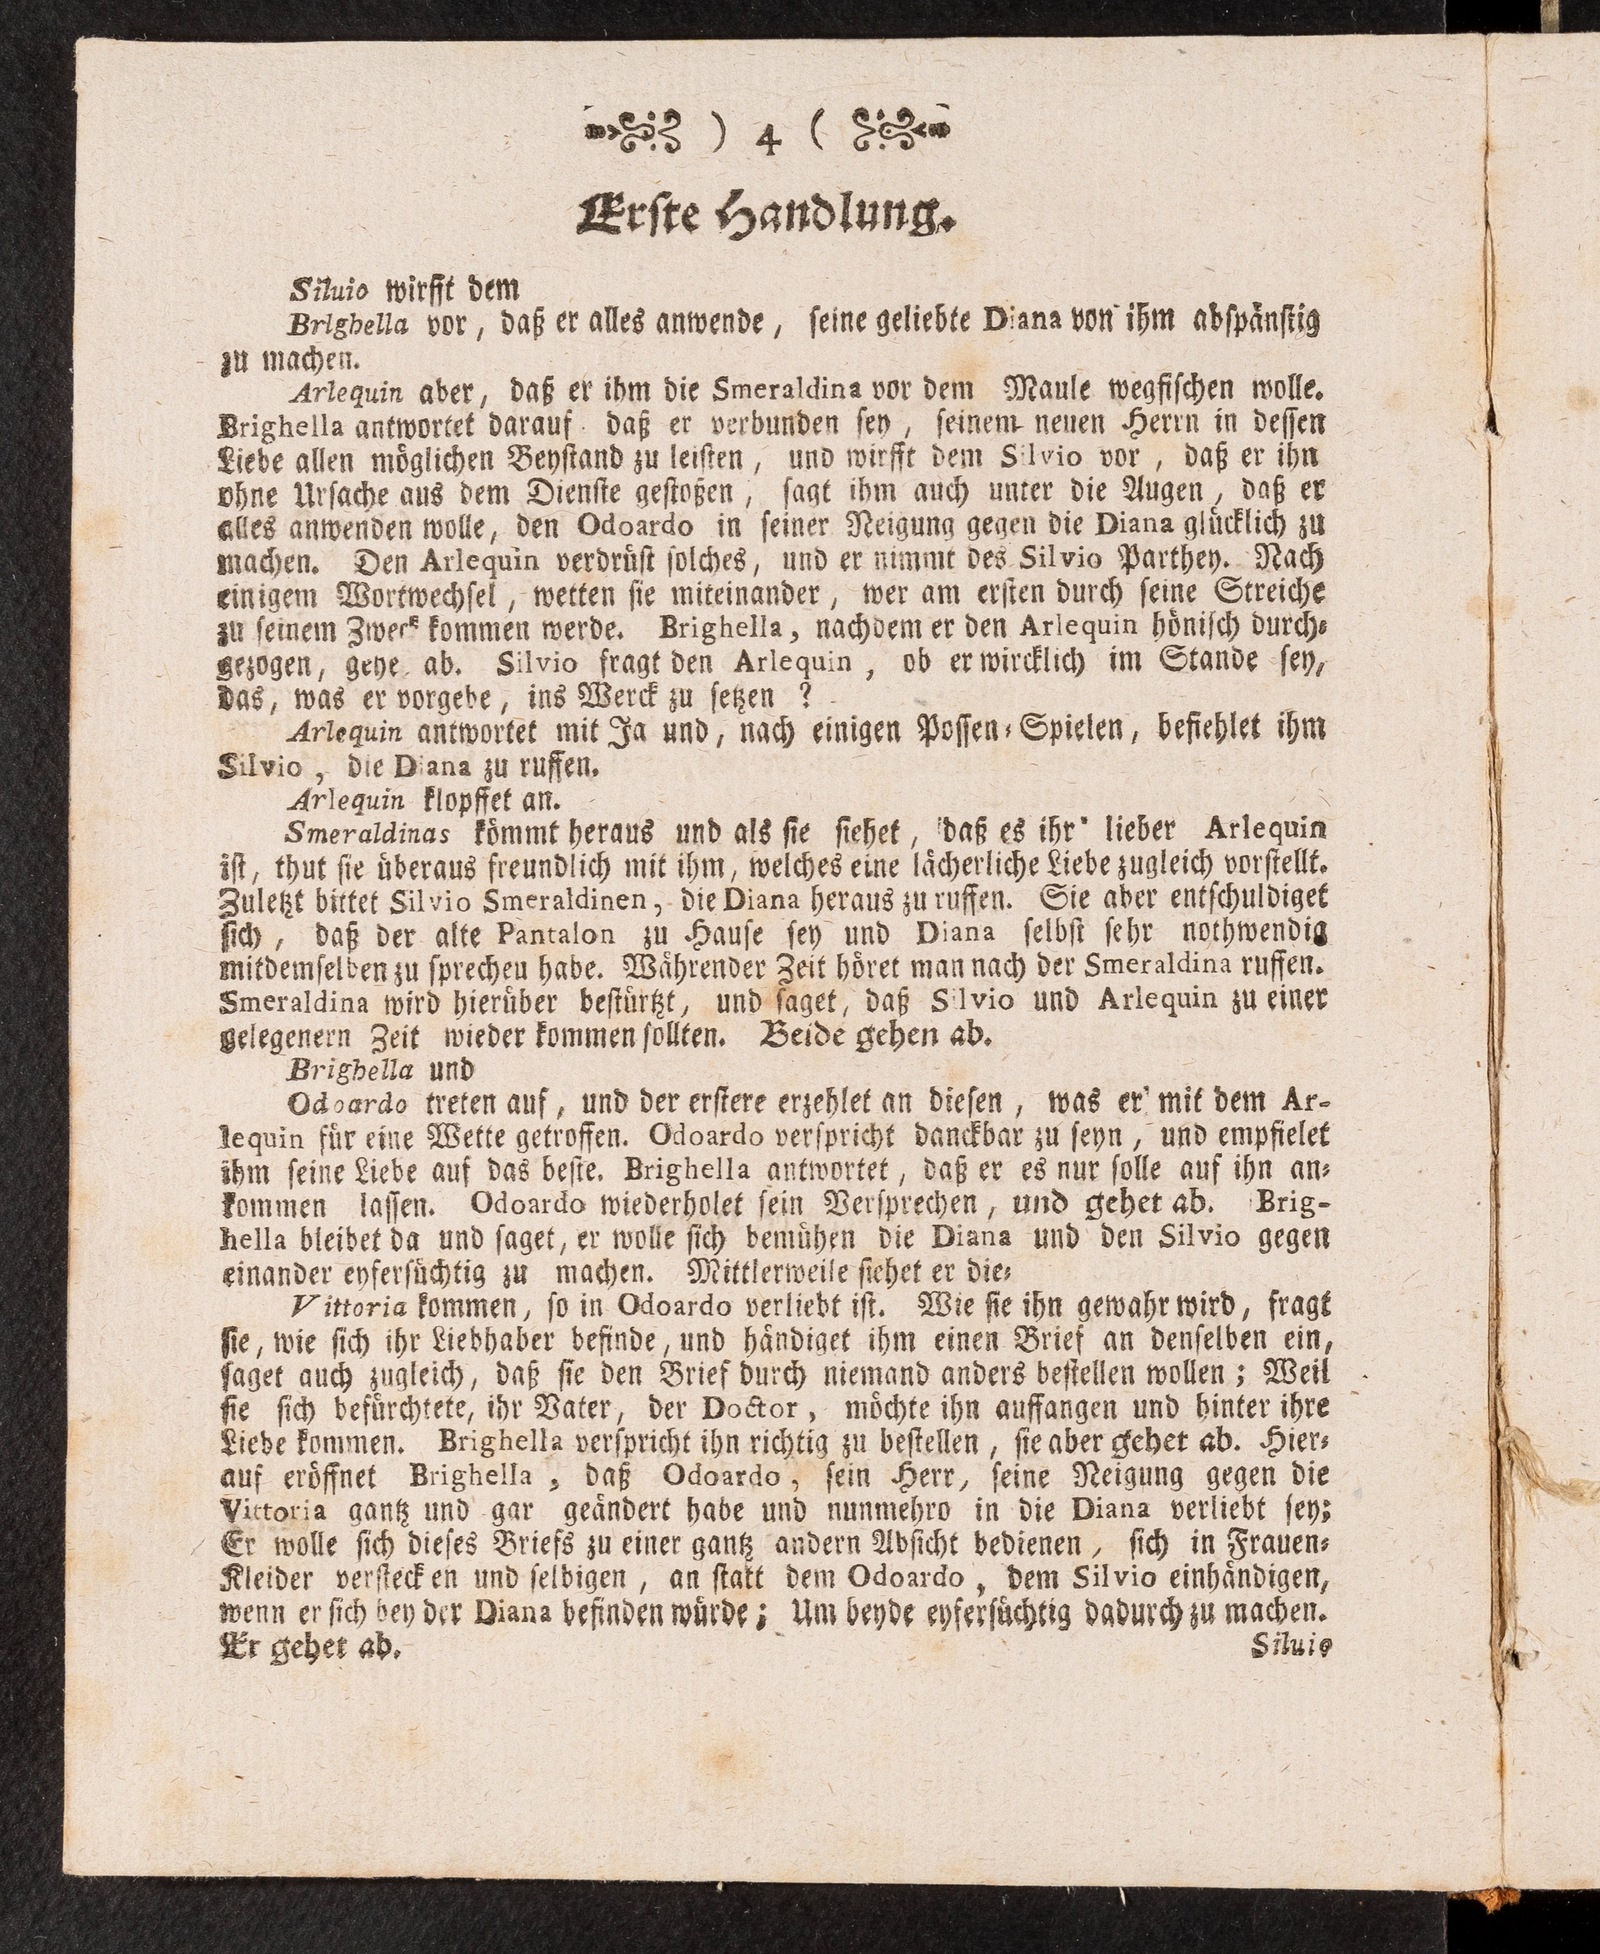 ) 4 (
Erste Handlung.
Siluio wirfft dem
Brighella vor, daß er alles anwende, seine geliebte Diana von ihm abspänstig
zu machen.
Arlequin aber, daß er ihm die Smeraldina vor dem Maule wegfischen wolle.
Brighella antwortet darauf daß er verbunden sey, seinem neuen Herrn in dessen
Liebe allen möglichen Beystand zu leisten, und wirfft dem Silvio vor, daß er ihn
ohne Ursache aus dem Dienste gestoßen, sagt ihm auch unter die Augen, daß er
alles anwenden wolle, den Odoardo in seiner Neigung gegen die Diana glücklich zu
machen. Den Arlequin verdrüst solches, und er nimmt des Silvio Parthey. Nach
einigem Wortwechsel, wetten sie miteinander, wer am ersten durch seine Streiche
zu seinem Zweck kommen werde. Brighella, nachdem er den Arlequin hönisch durch=
gezogen, gehe ab. Silvio fragt den Arlequin, ob er wircklich im Stande sey,
das, was er vorgebe, ins Werck zu setzen ?
Arlequin antwortet mit Ja und, nach einigen Possen=Spielen, befiehlet ihm
Silvio, die Diana zu ruffen.
Arlequin klopffet an.
Smeraldinas kömmt heraus und als sie siehet, daß es ihr lieber Arlequin
ist, thut sie überaus freundlich mit ihm, welches eine lächerliche Liebe zugleich vorstellt.
Zuletzt bittet Silvio Smeraldinen, die Diana heraus zu ruffen. Sie aber entschuldiget
sich, daß der alte Pantalon zu Hause sey und Diana selbst sehr nothwendig
mitdemselben zu sprecheu habe. Währender Zeit höret man nach der Smeraldina ruffen.
Smeraldina wird hierüber bestürtzt, und saget, daß Silvio und Arlequin zu einer
gelegenern Zeit wieder kommen sollten. Beide gehen ab.
Brighella und
Odoardo treten auf, und der erstere erzehlet an diesen, was er mit dem Ar-
lequin für eine Wette getroffen. Odoardo verspricht danckbar zu seyn, und empfielet
ihm seine Liebe auf das beste. Brighella antwortet, daß er es nur solle auf ihn an=
kommen lassen. Odoardo wiederholet sein Versprechen, und gehet ab. Brig-
hella bleibet da und saget, er wolle sich bemühen die Diana und den Silvio gegen
einander eyfersüchtig zu machen. Mittlerweile siehet er die=
Vittoria kommen, so in Odoardo verliebt ist. Wie sie ihn gewahr wird, fragt
sie, wie sich ihr Liebhaber befinde, und händiget ihm einen Brief an denselben ein,
saget auch zugleich, daß sie den Brief durch niemand anders bestellen wollen; Weil
sie sich befürchtete, ihr Vater, der Doctor, möchte ihn auffangen und hinter ihre
Liebe kommen. Brighella verspricht ihn richtig zu bestellen, sie aber gehet ab. Hier=
auf eröffnet Brighella, daß Odoardo, sein Herr, seine Neigung gegen die
Vittoria gantz und gar geändert habe und nunmehro in die Diana verliebt sey;
Er wolle sich dieses Briefs zu einer gantz andern Absicht bedienen, sich in Frauen=
Kleider verstecken und selbigen, an statt dem Odoardo, dem Silvio einhändigen,
wenn er sich bey der Diana befinden würde; Um beyde eyfersüchtig dadurch zu machen.
Er gehet ab.
Siluio